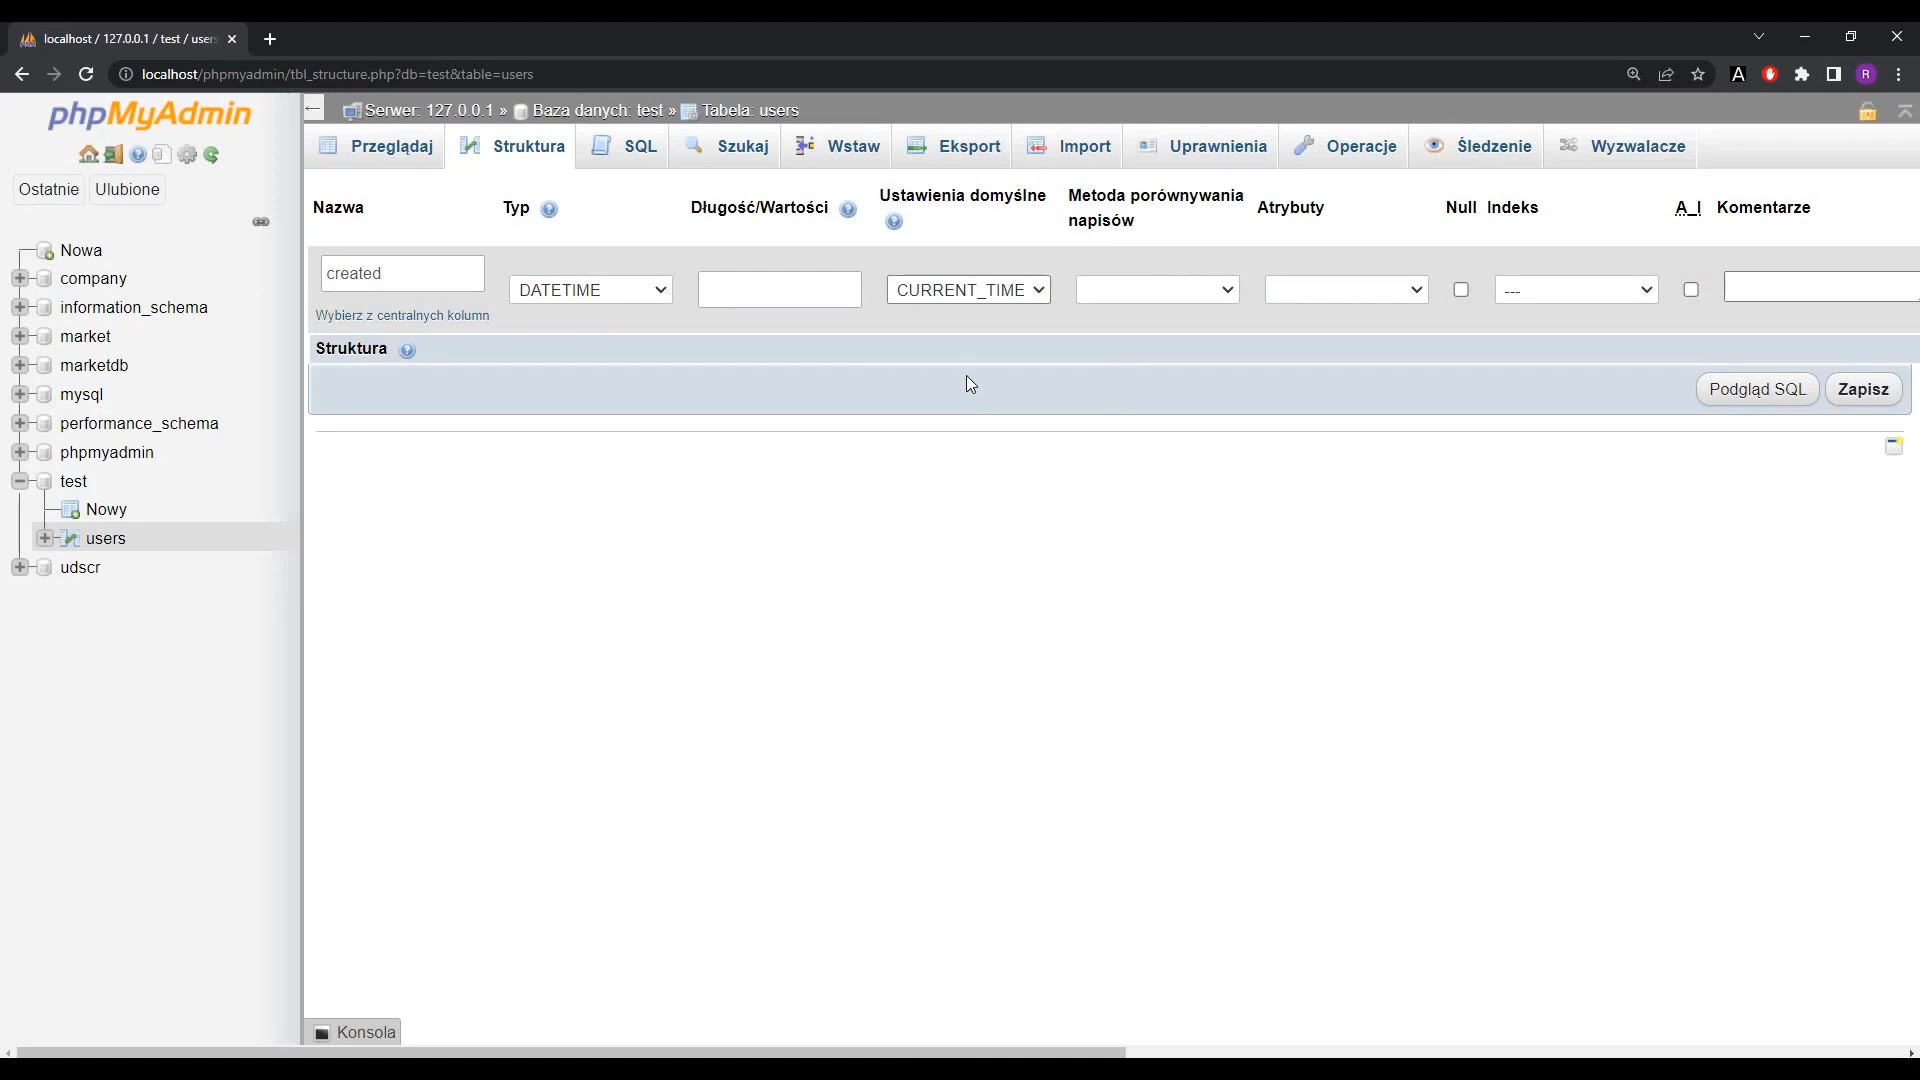 localhost / 127.0.0.1 / test / user
localhost/phpmyadmin/tbl_structure.php?db=test&table=users
A
R
phpMyAdmin
Ostatnie
Ulubione
Nowa
company
information_schema
market
marketdb
mysql
performance_schema
phpmyadmin
test
Nowy
users
udscr
Serwer: 127.0.0.1 » Baza danych: test » Tabela: users
Przeglądaj
Struktura
SQL
Szukaj
Wstaw
Eksport
Import
Uprawnienia
Operacje
Śledzenie
Wyzwalacze
Nazwa
Typ
Długość/Wartości
Ustawienia domyślne
Metoda porównywania
napisów
Atrybuty
Null
Indeks
A_I
Komentarze
created
DATETIME
CURRENT_TIME
---
Wybierz z centralnych kolumn
Struktura
Podgląd SQL
Zapisz
Konsola